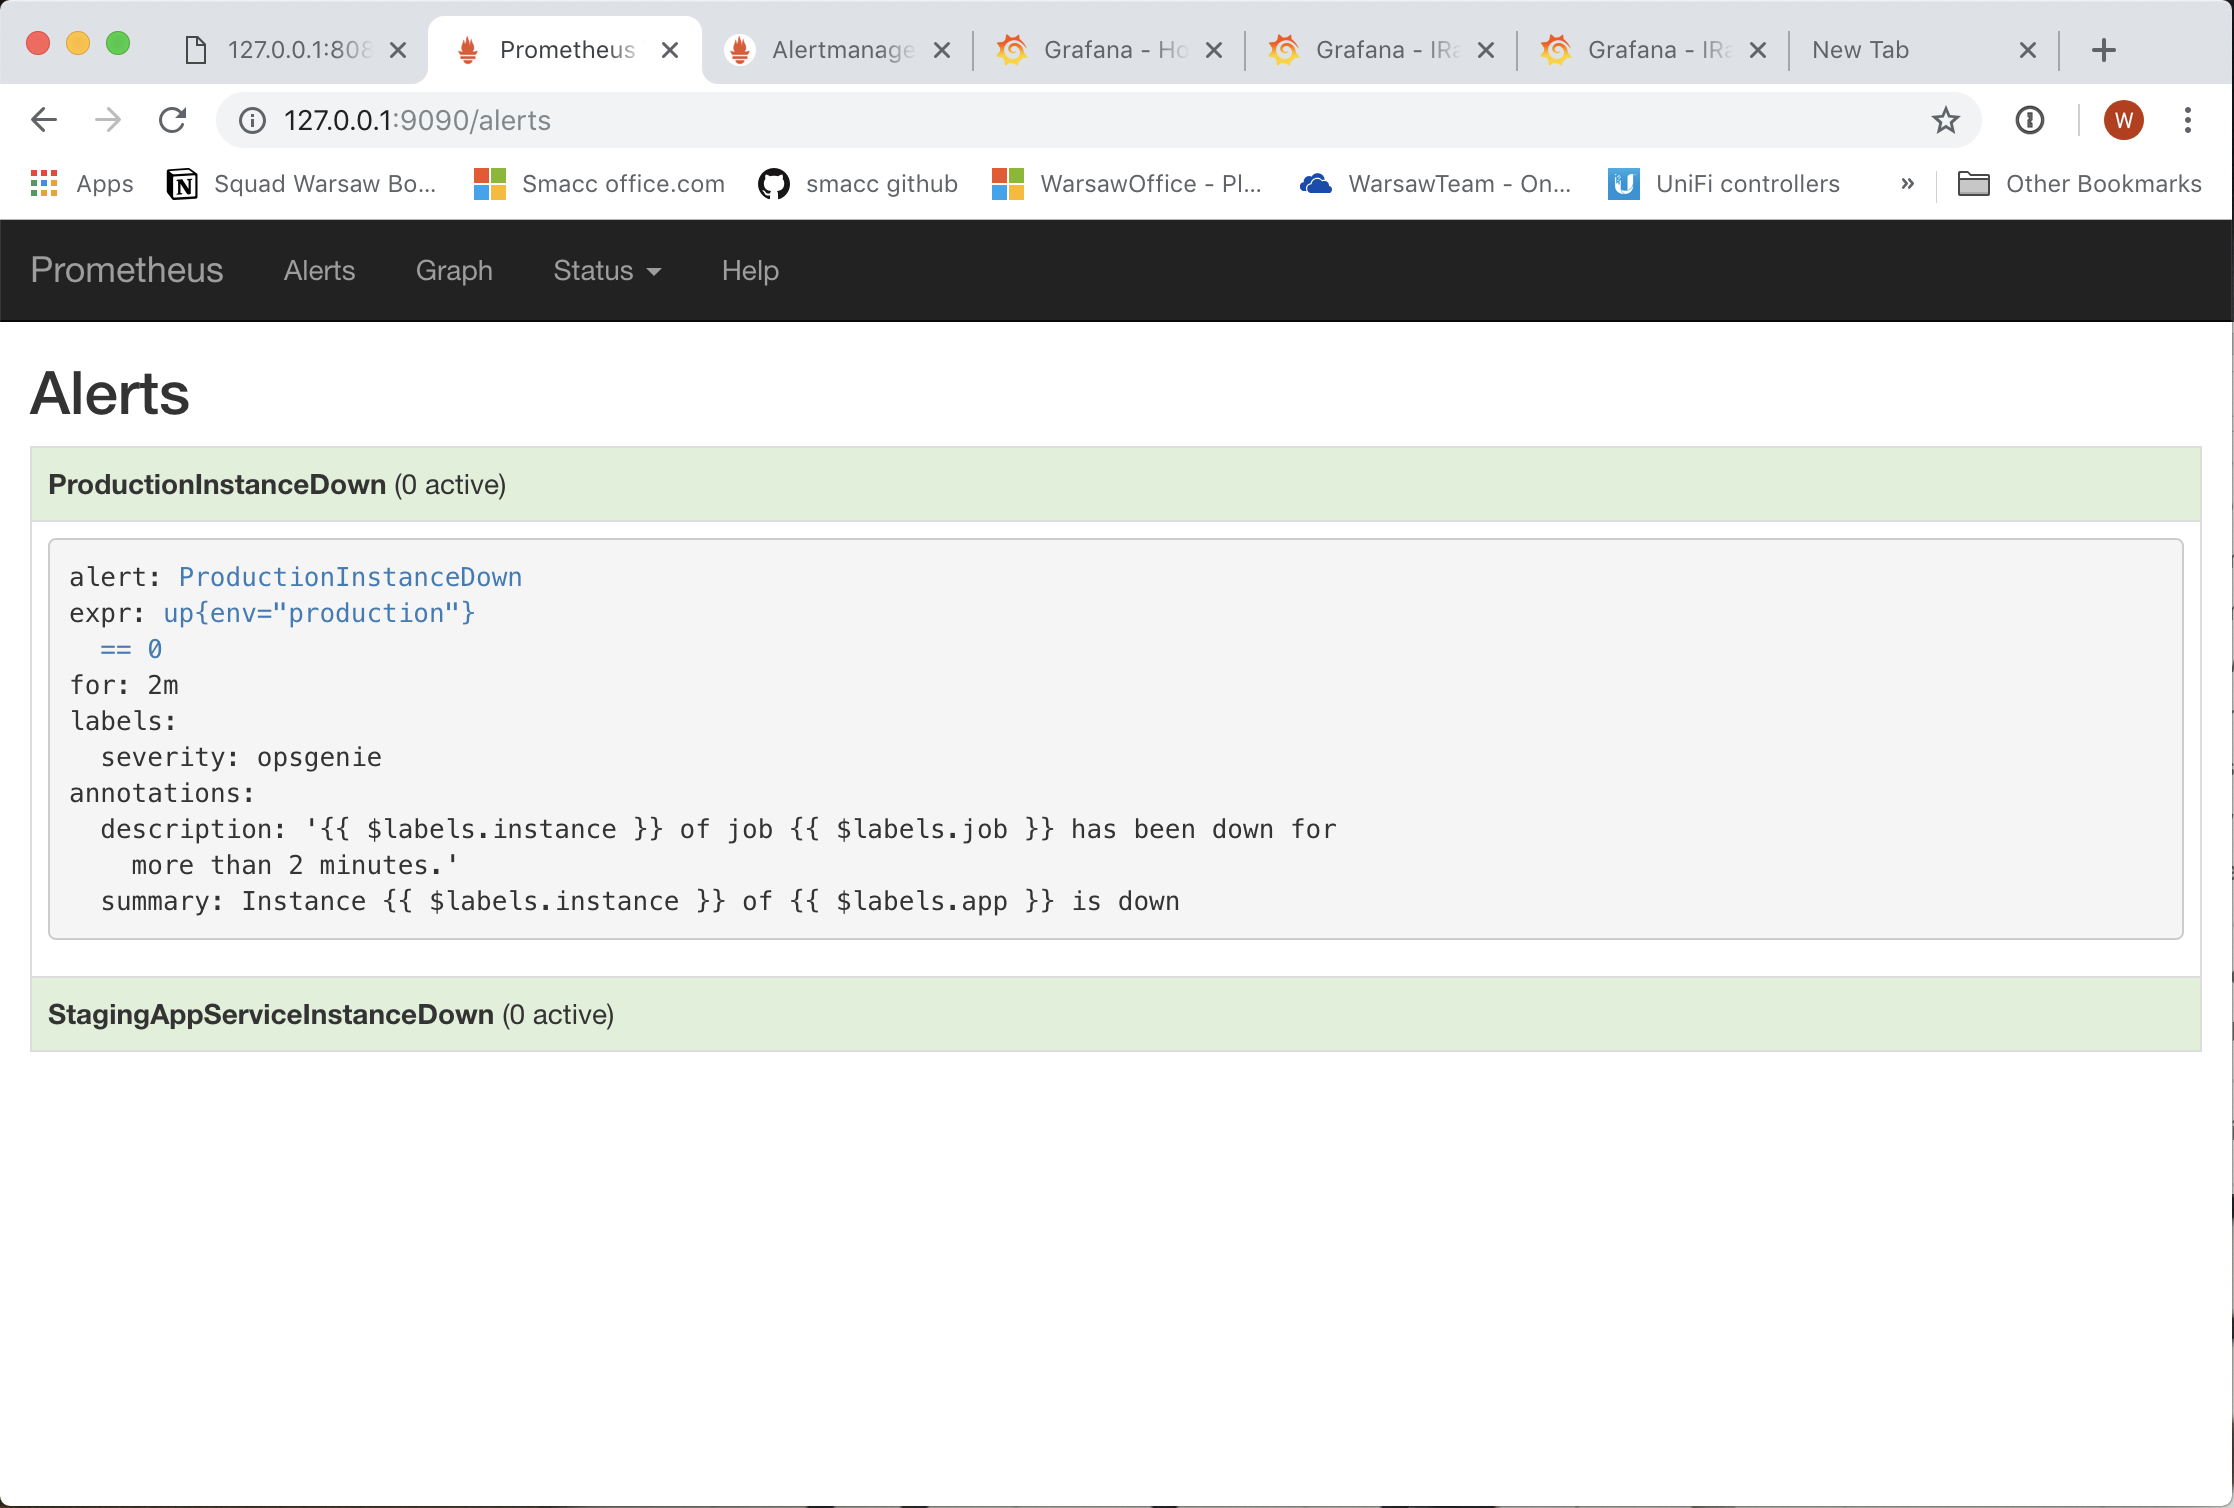 127.0.0.1:808
Prometheus
Alertmanage
Grafana - Ho
Grafana - IRa
Grafana - IRa
New Tab
127.0.0.1:9090/alerts
W
Apps
Squad Warsaw Bo...
Smacc office.com
smacc github
WarsawOffice - Pl...
WarsawTeam - On...
UniFi controllers
»
Other Bookmarks
Prometheus Alerts Graph Status Help
Alerts
ProductionInstanceDown (0 active)
alert: ProductionInstanceDown
expr: up{env="production"}
== 0
for: 2m
labels:
severity: opsgenie
annotations:
description: '{{ $labels.instance }} of job {{ $labels.job }} has been down for
more than 2 minutes.'
summary: Instance {{ $labels.instance }} of {{ $labels.app }} is down
StagingAppServiceInstanceDown (0 active)